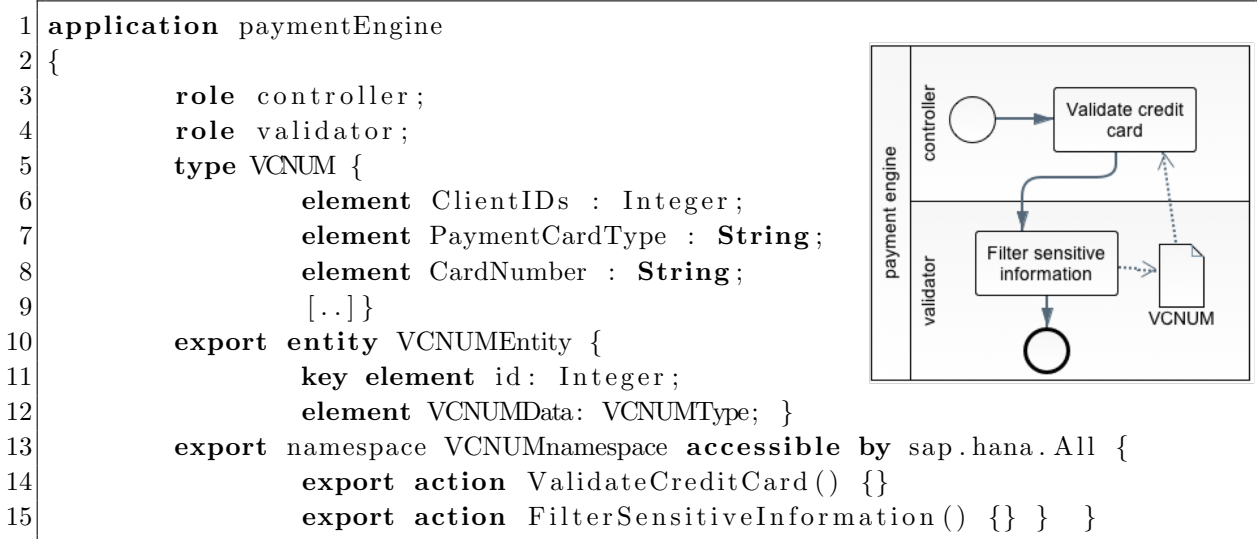 1 application paymentEngine
2 {
3 role controller;
4 role validator;
5 type VCNUM {
6 element ClientIDs : Integer;
7 element PaymentCardType : String;
8 element CardNumber : String;
9 [..]}
10 export entity VCNUMEntity {
11 key element id: Integer;
12 element VCNUMData: VCNUMType; }
13 export namespace VCNUMnamespace accessible by sap.hana.All {
14 export action ValidateCreditCard() {}
15 export action FilterSensitiveInformation() {} } }
payment engine
controller
Validate credit
card
validator
Filter sensitive
information
VCNUM